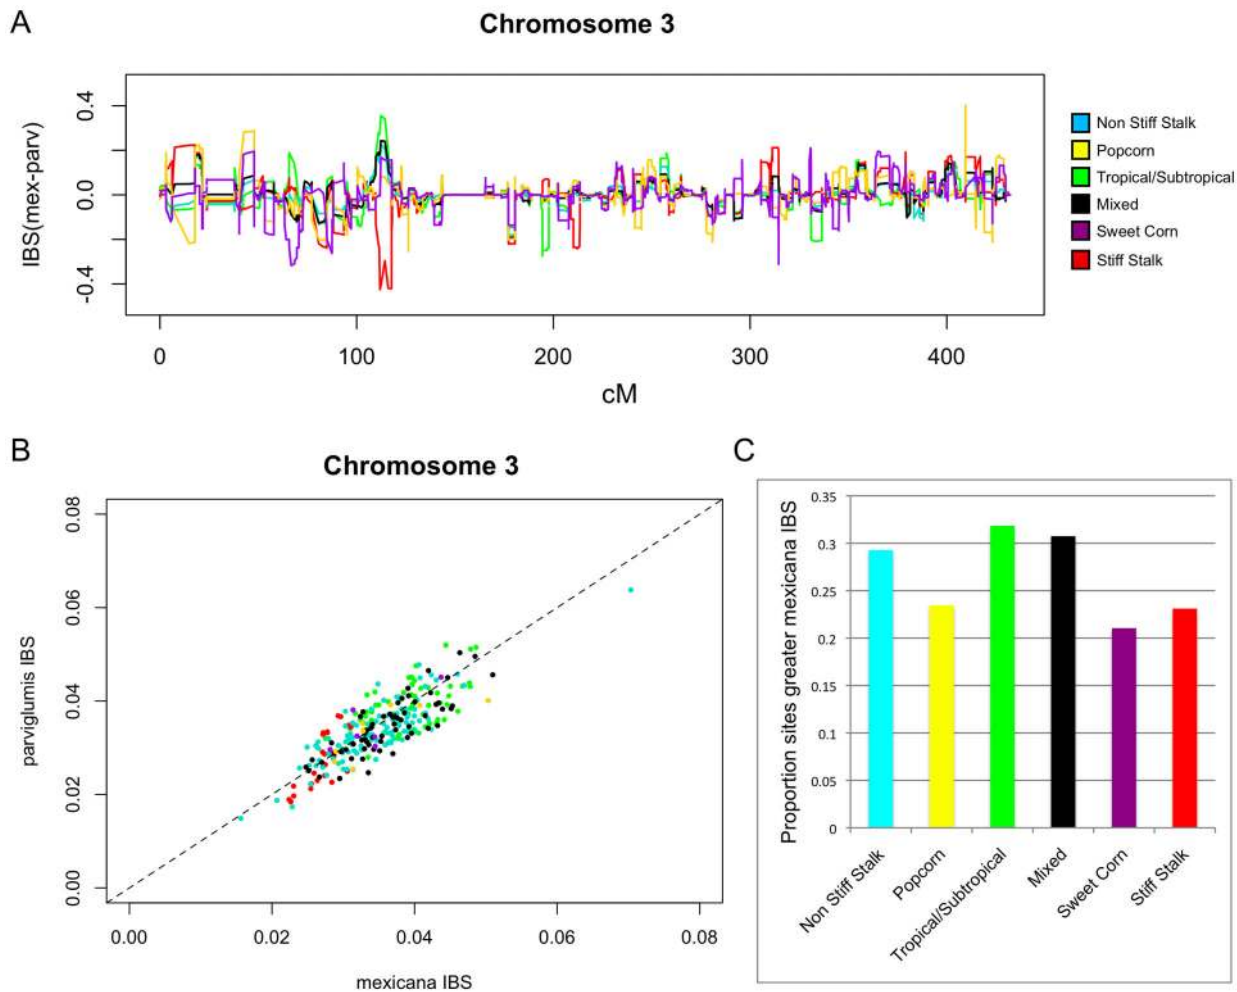 A
Chromosome 3
IBS(mex-parv)
0.4
0.0
-0.4
0
100
200
300
400
cM
Non Stiff Stalk
Popcorn
Tropical/Subtropical
Mixed
Sweet Corn
Stiff Stalk
B
Chromosome 3
parviglumis IBS
0.08
0.06
0.04
0.02
0.00
0.00
0.02
0.04
0.06
0.08
mexicana IBS
C
Proportion sites greater mexicana IBS
0.35
0.3
0.25
0.2
0.15
0.1
0.05
0
Non Stiff Stalk
Popcorn
Tropical/Subtropical
Mixed
Sweet Corn
Stiff Stalk